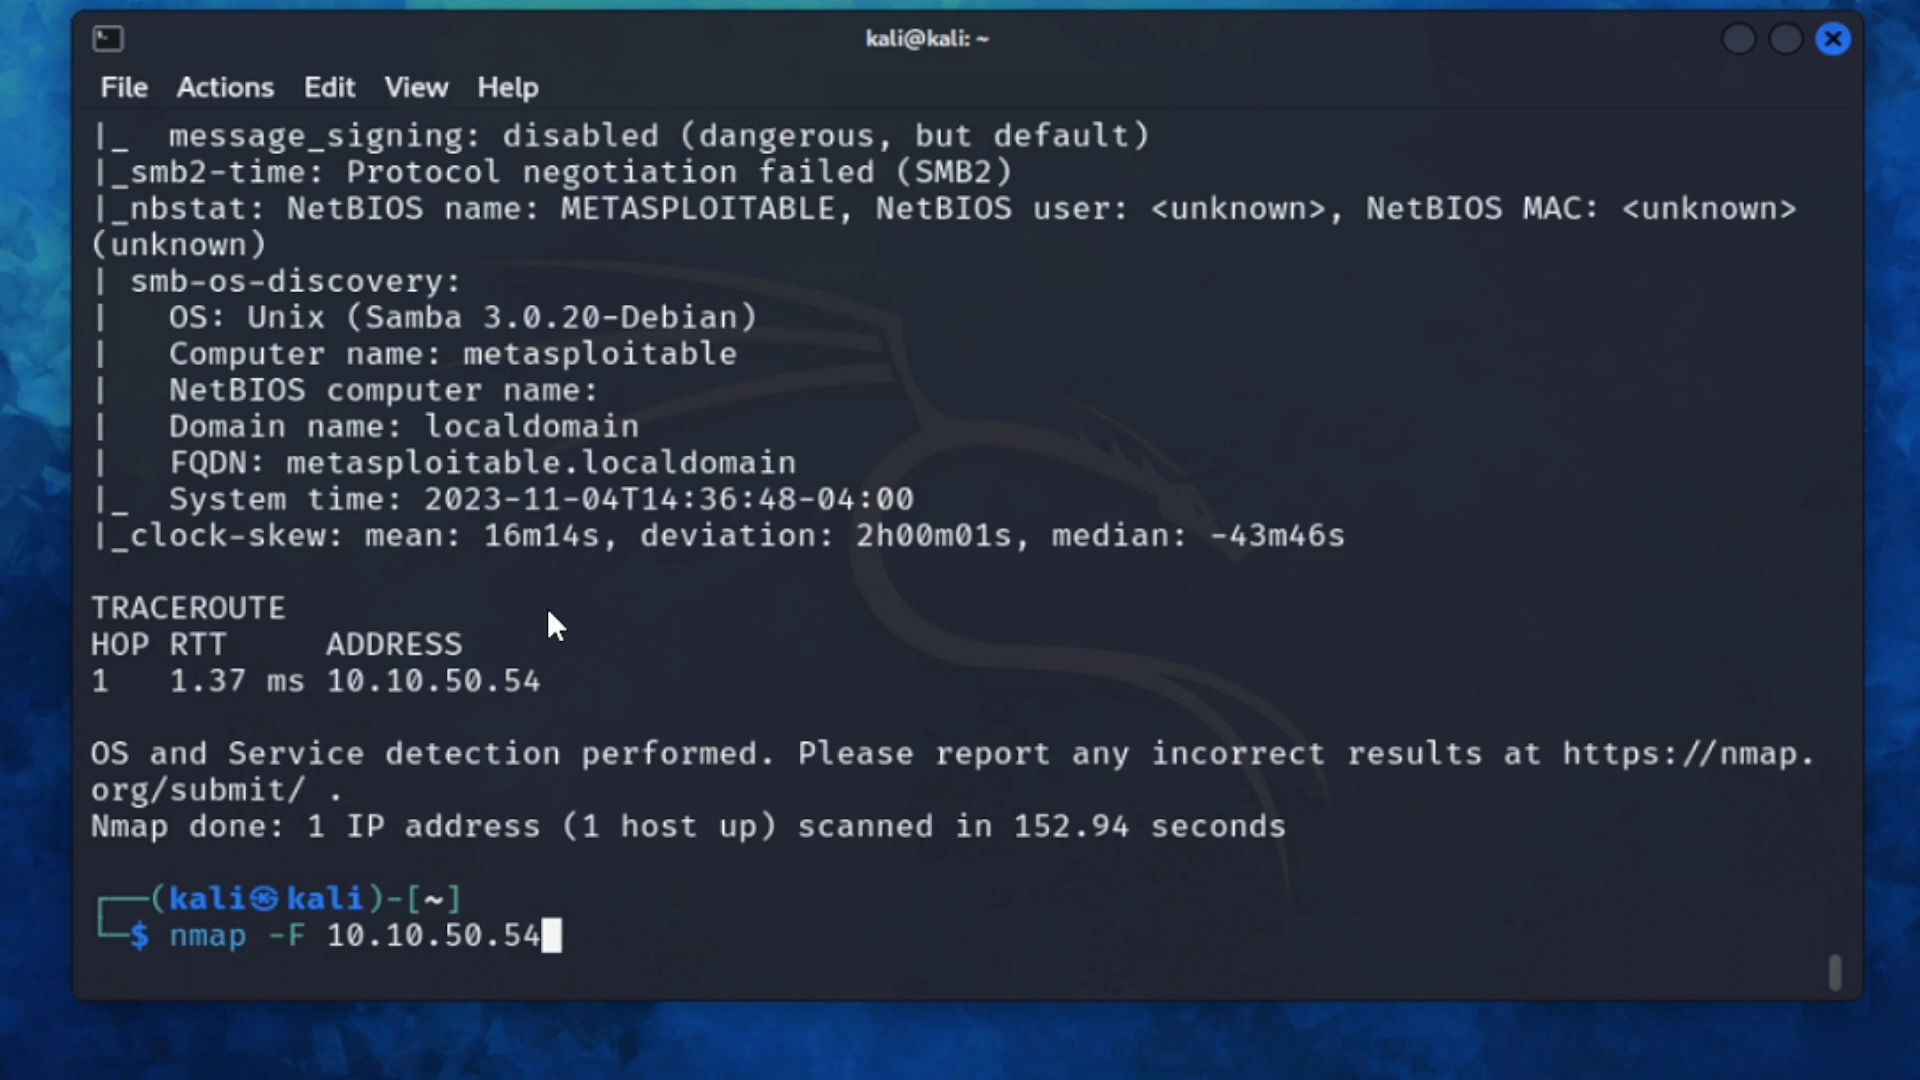 kali@kali: ~
File Actions Edit View Help
|_  message_signing: disabled (dangerous, but default)
|_smb2-time: Protocol negotiation failed (SMB2)
|_nbstat: NetBIOS name: METASPLOITABLE, NetBIOS user: <unknown>, NetBIOS MAC: <unknown>
(unknown)
| smb-os-discovery:
|   OS: Unix (Samba 3.0.20-Debian)
|   Computer name: metasploitable
|   NetBIOS computer name:
|   Domain name: localdomain
|   FQDN: metasploitable.localdomain
|_  System time: 2023-11-04T14:36:48-04:00
|_clock-skew: mean: 16m14s, deviation: 2h00m01s, median: -43m46s
TRACEROUTE
HOP RTT     ADDRESS
1   1.37 ms 10.10.50.54
OS and Service detection performed. Please report any incorrect results at https://nmap.
org/submit/ .
Nmap done: 1 IP address (1 host up) scanned in 152.94 seconds
┌──(kali㉿kali)-[~]
└─$ nmap -F 10.10.50.54